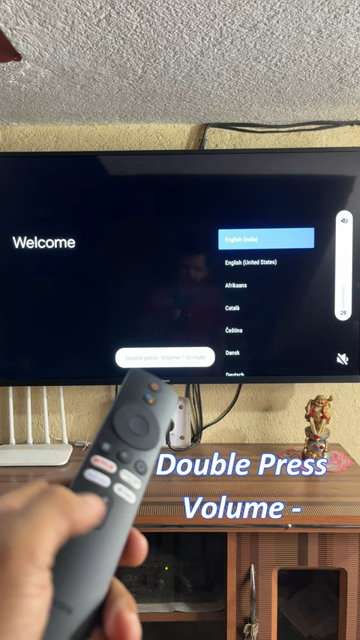 Welcome
English (India)
English (United States)
Afrikaans
Català
Čeština
Dansk
Deutsch
28
Double press "Volume -" to mute
NETFLIX
Double Press
Volume -